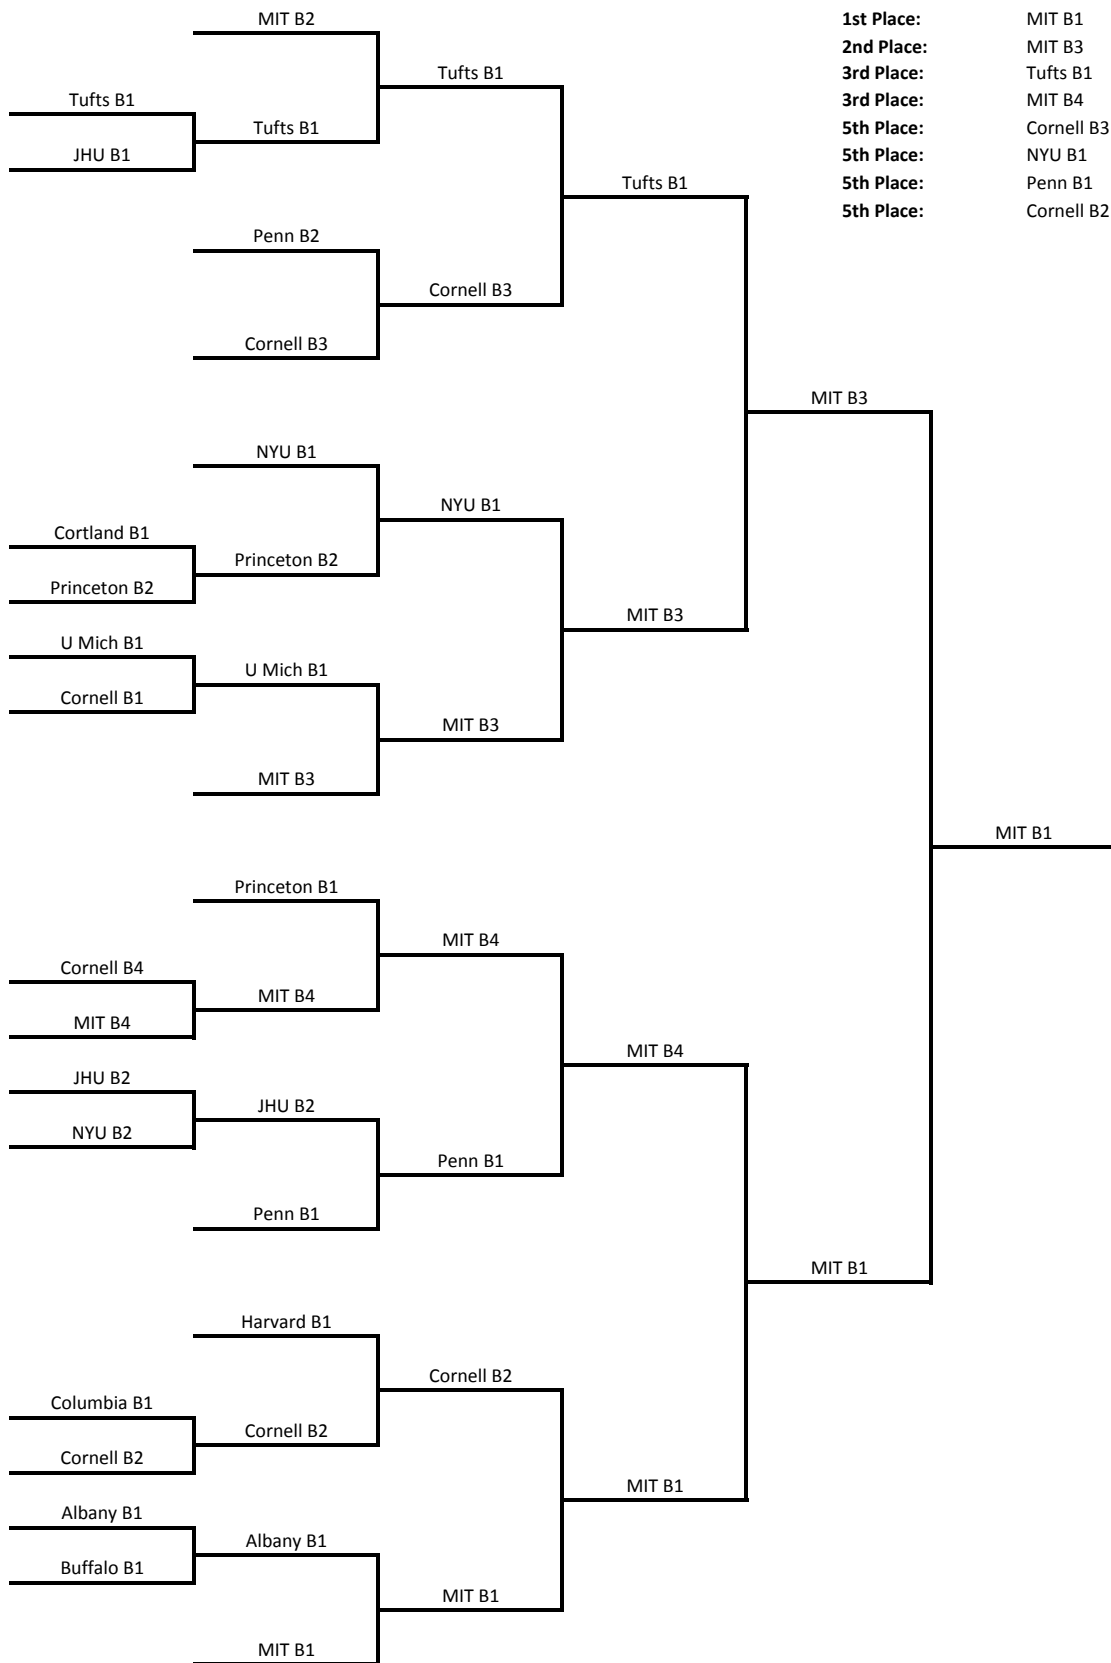 MIT B2
1st Place: MIT B1
2nd Place: MIT B3
Tufts B1
3rd Place: Tufts B1
Tufts B1
3rd Place: MIT B4
Tufts B1
5th Place: Cornell B3
JHU B1
5th Place: NYU B1
Tufts B1
5th Place: Penn B1
5th Place: Cornell B2
Penn B2
Cornell B3
Cornell B3
MIT B3
NYU B1
NYU B1
Cortland B1
Princeton B2
Princeton B2
MIT B3
U Mich B1
U Mich B1
Cornell B1
MIT B3
MIT B3
MIT B1
Princeton B1
MIT B4
Cornell B4
MIT B4
MIT B4
MIT B4
JHU B2
JHU B2
NYU B2
Penn B1
Penn B1
MIT B1
Harvard B1
Cornell B2
Columbia B1
Cornell B2
Cornell B2
MIT B1
Albany B1
Albany B1
Buffalo B1
MIT B1
MIT B1